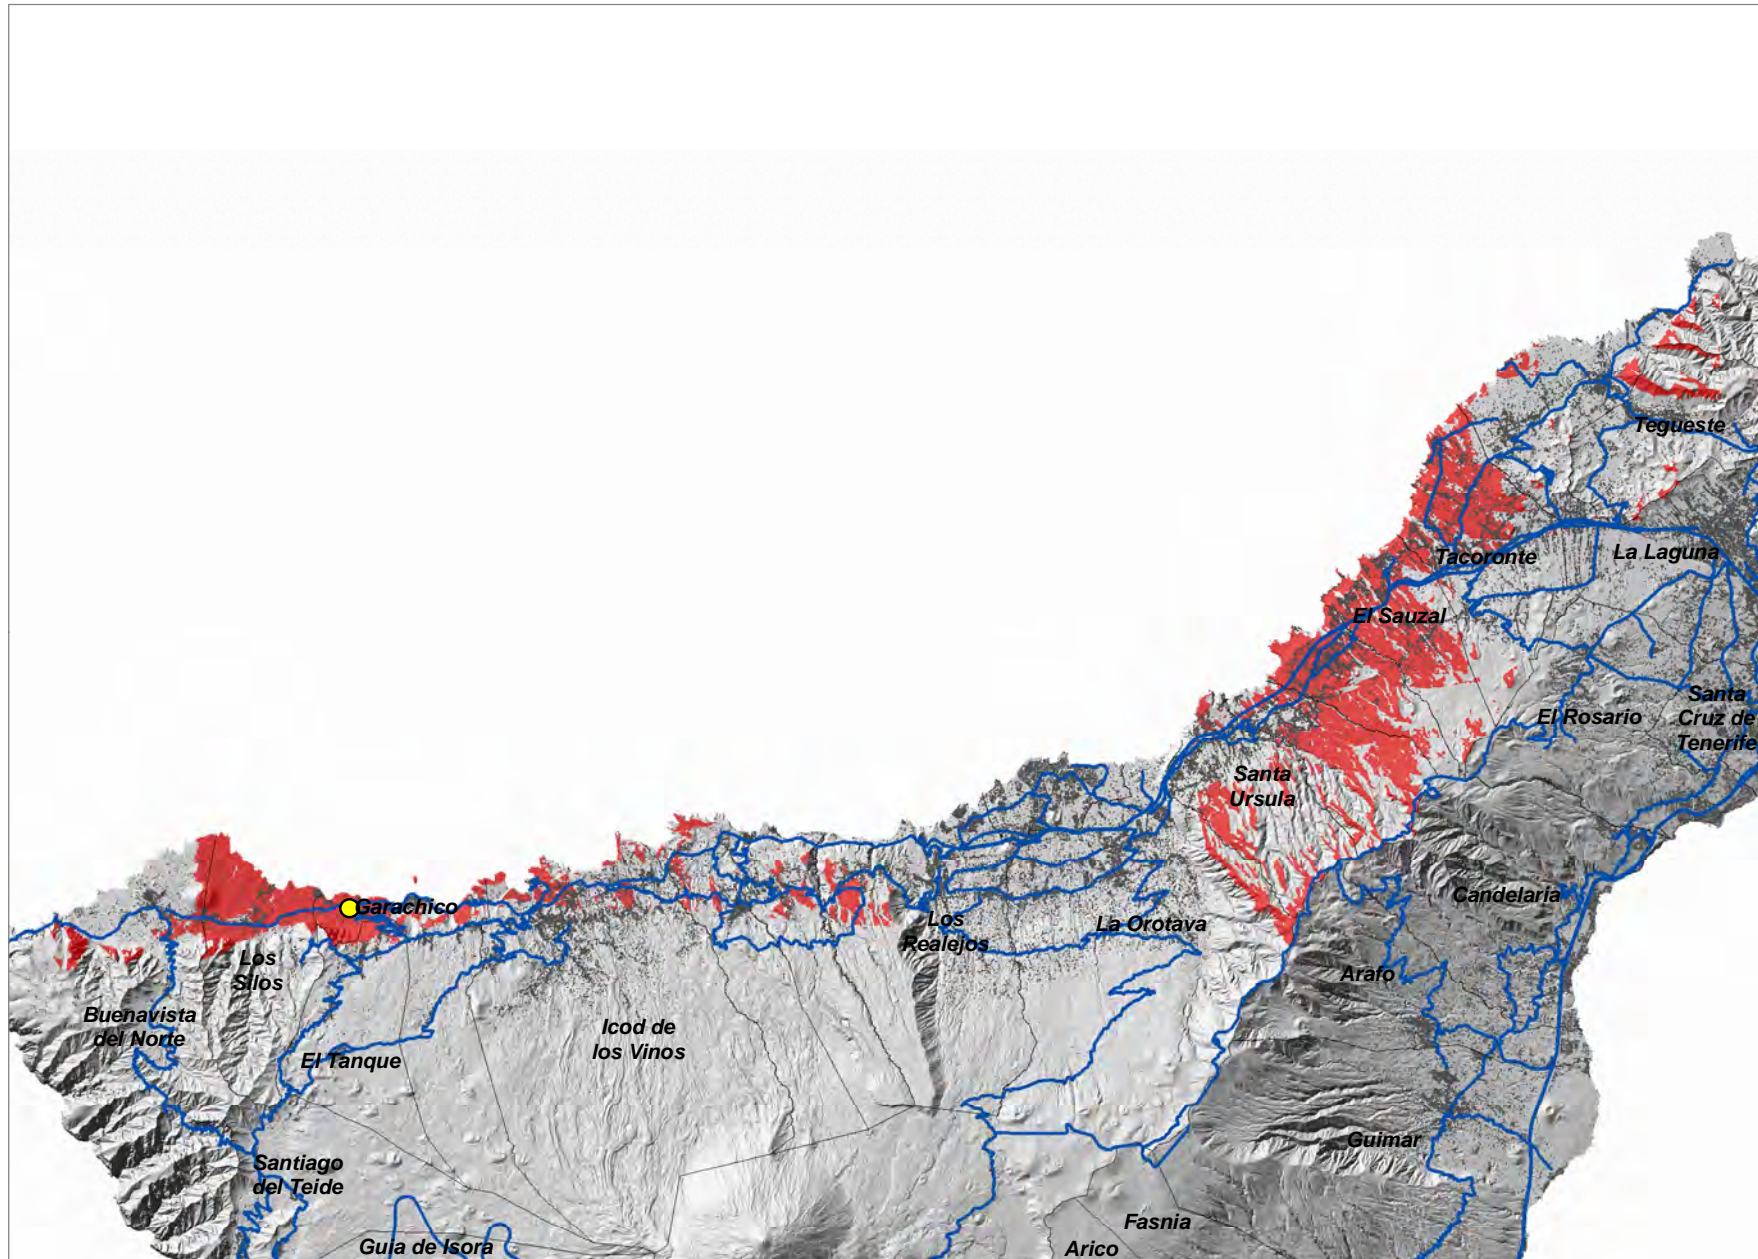 Tegueste
Tacoronte
La Laguna
El Sauzal
Santa
Cruz de
Tenerife
El Rosario
Santa
Ursula
Candelaria
Garachico
Los
Realejos
La Orotava
Los
Silos
Arafo
Buenavista
del Norte
Icod de
los Vinos
El Tanque
Guimar
Santiago
del Teide
Fasnia
Guia de Isora
Arico